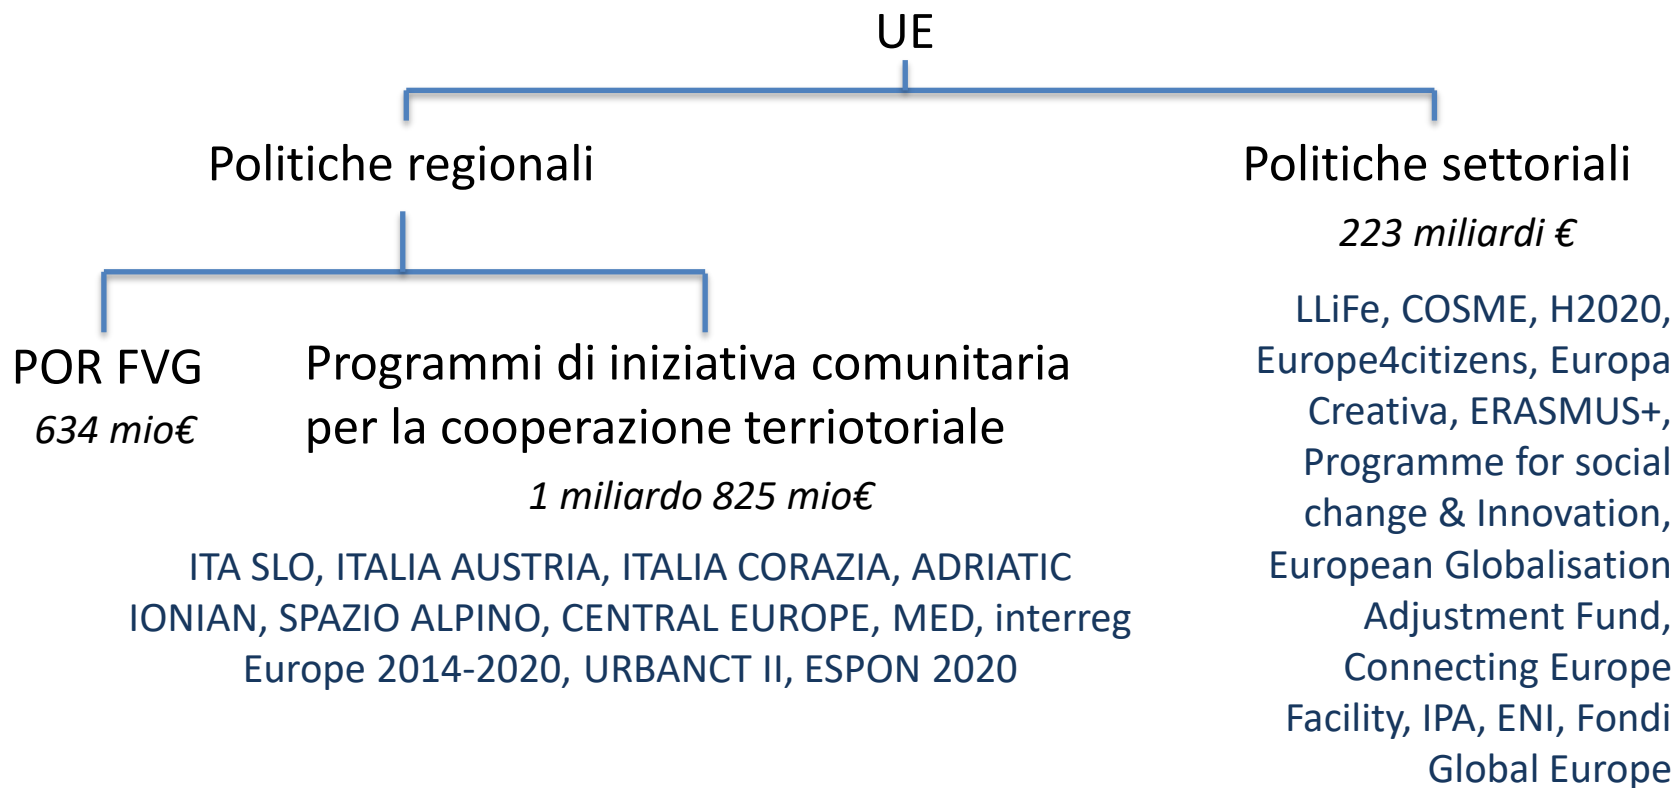 UE
Politiche regionali
Politiche settoriali
223 miliardi €
POR FVG
634 mio€
Programmi di iniziativa comunitaria
per la cooperazione terriotoriale
1 miliardo 825 mio€
ITA SLO, ITALIA AUSTRIA, ITALIA CORAZIA, ADRIATIC
IONIAN, SPAZIO ALPINO, CENTRAL EUROPE, MED, interreg
Europe 2014-2020, URBANCT II, ESPON 2020
LLiFe, COSME, H2020,
Europe4citizens, Europa
Creativa, ERASMUS+,
Programme for social
change & Innovation,
European Globalisation
Adjustment Fund,
Connecting Europe
Facility, IPA, ENI, Fondi
Global Europe